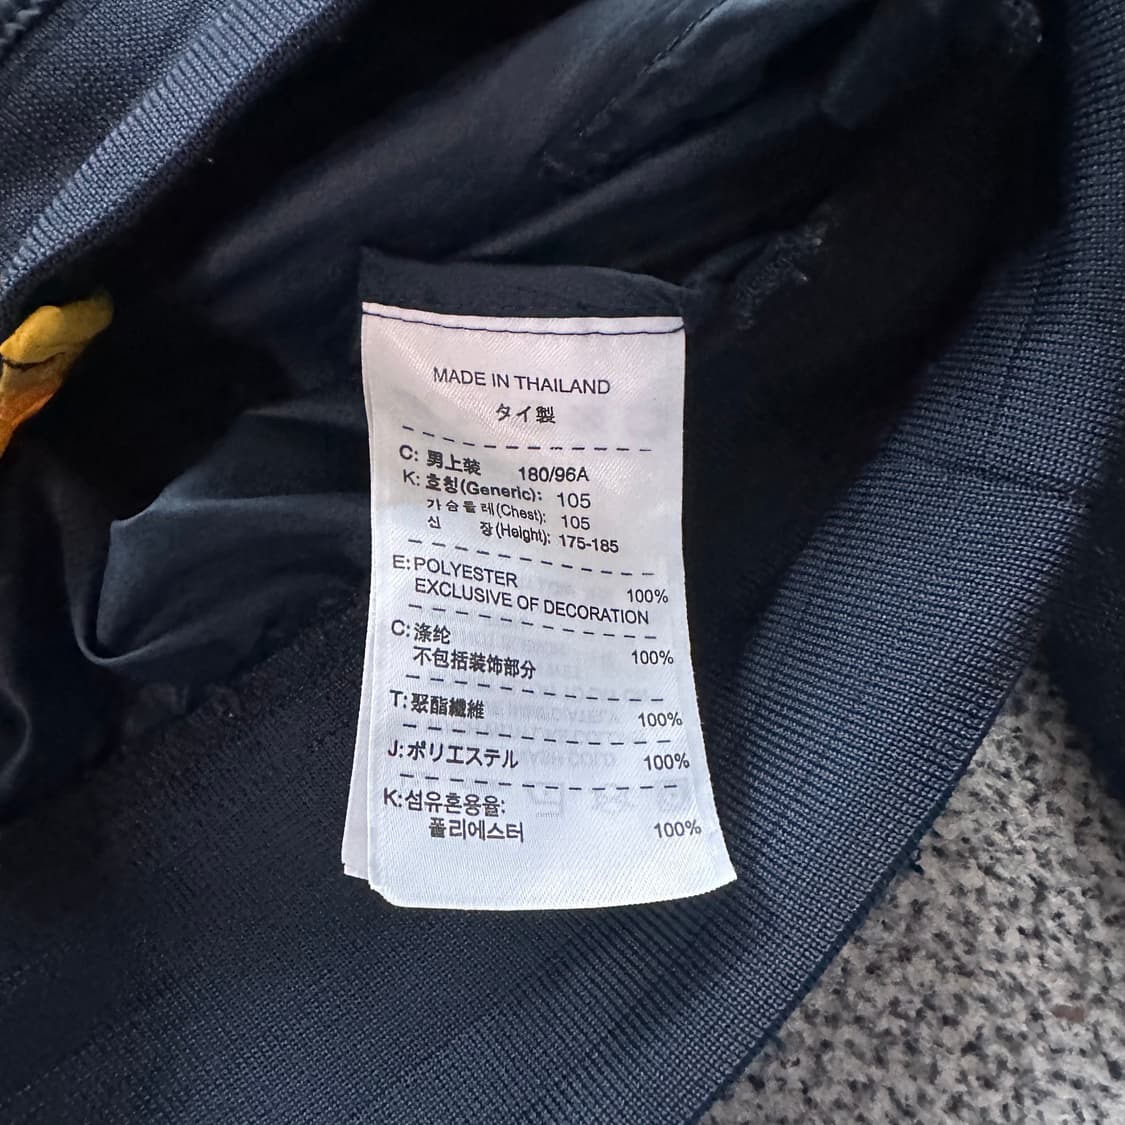 MADE IN THAILAND
タイ製
C: 男上装 180/96A
K: 호칭(Generic): 105
가슴둘레(Chest): 105
신 장(Height): 175-185
E: POLYESTER 100%
EXCLUSIVE OF DECORATION
C: 涤纶 100%
不包括装饰部分
T: 聚酯纖維 100%
J: ポリエステル 100%
K: 섬유혼용율:
폴리에스터 100%